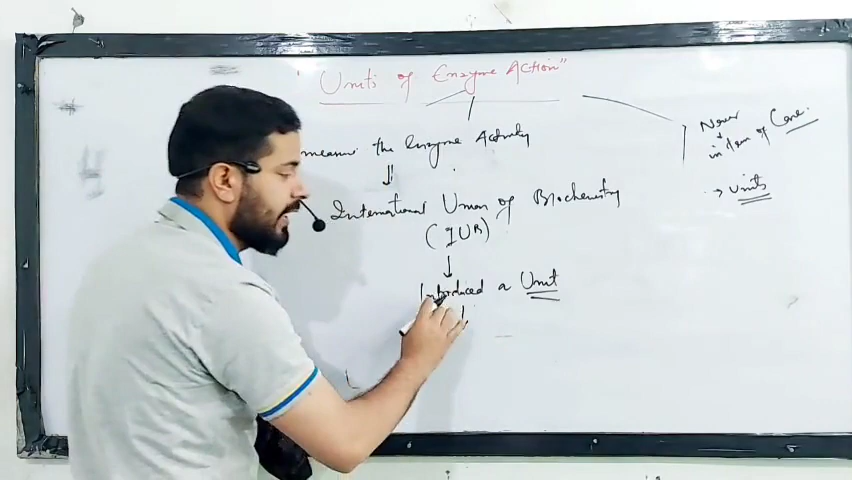 "Units of Enzyme Action"
measure the Enzyme Activity
International Union of Biochemistry
(IUB)
Introduced a Unit
Never
in term of Conc.
→ Units